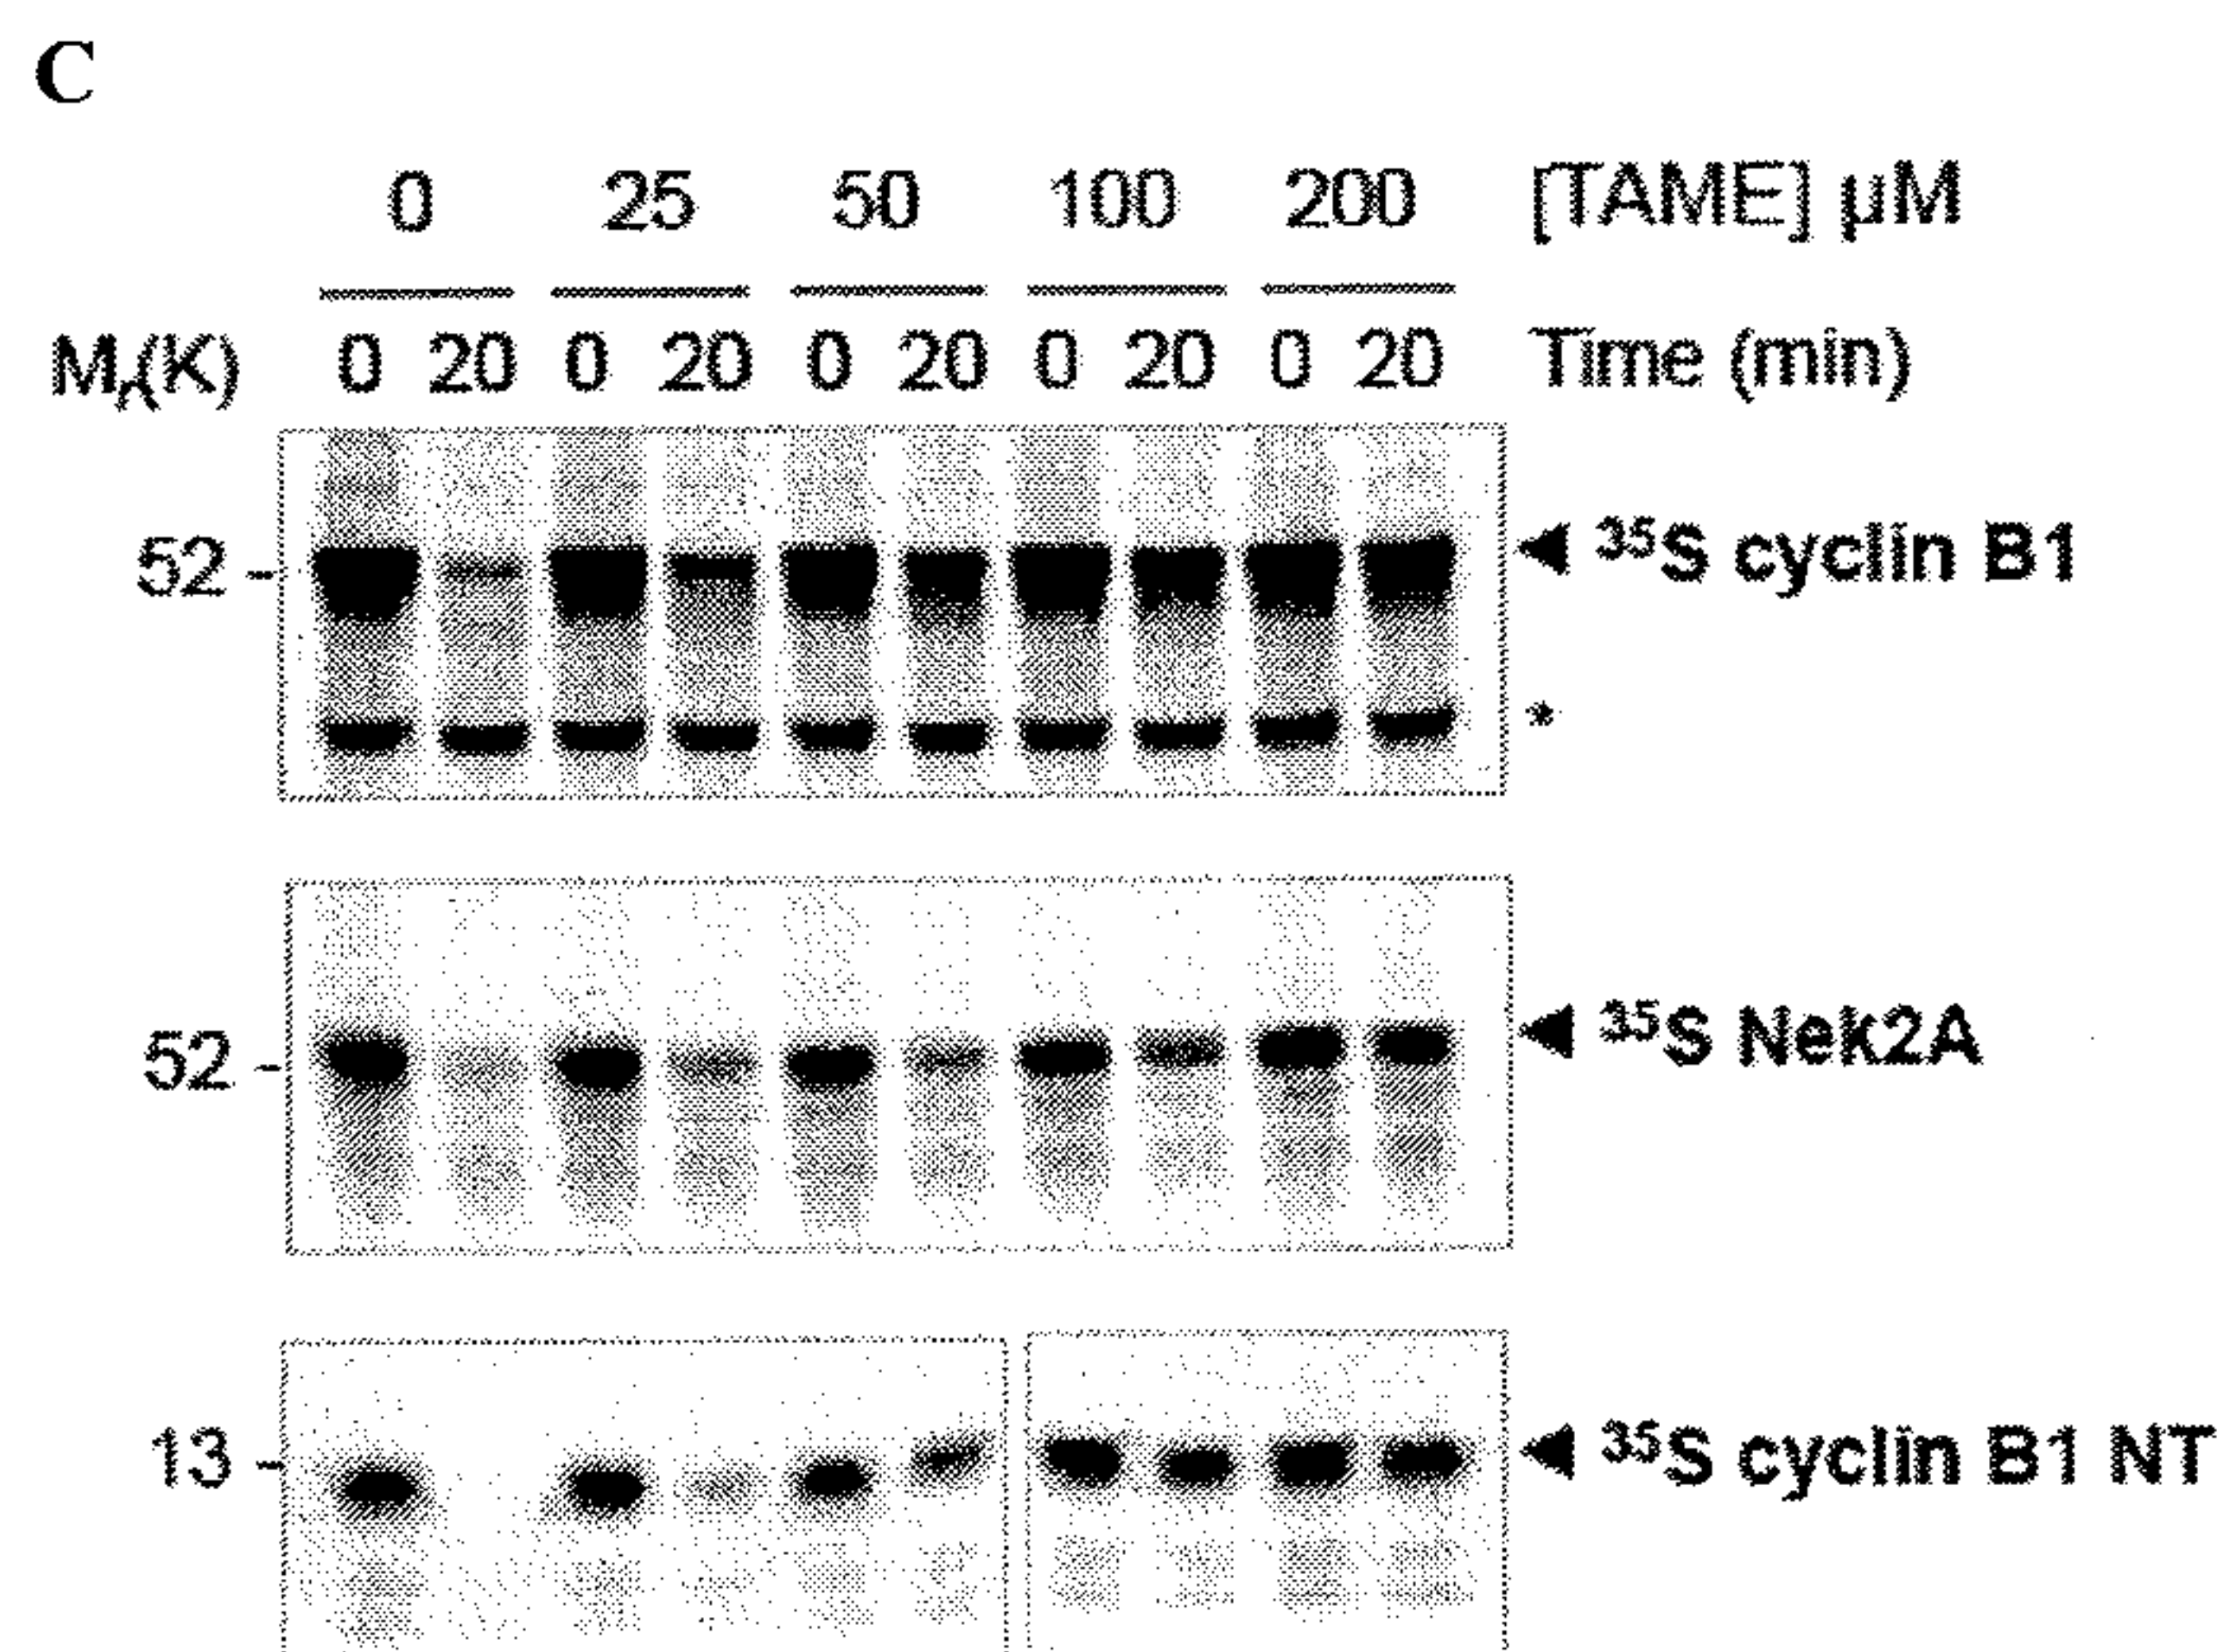 C
0 25 50 100 200 [TAME] µM
Mr(K) 0 20 0 20 0 20 0 20 0 20 Time (min)
52 35S cyclin B1
*
52 35S Nek2A
13 35S cyclin B1 NT